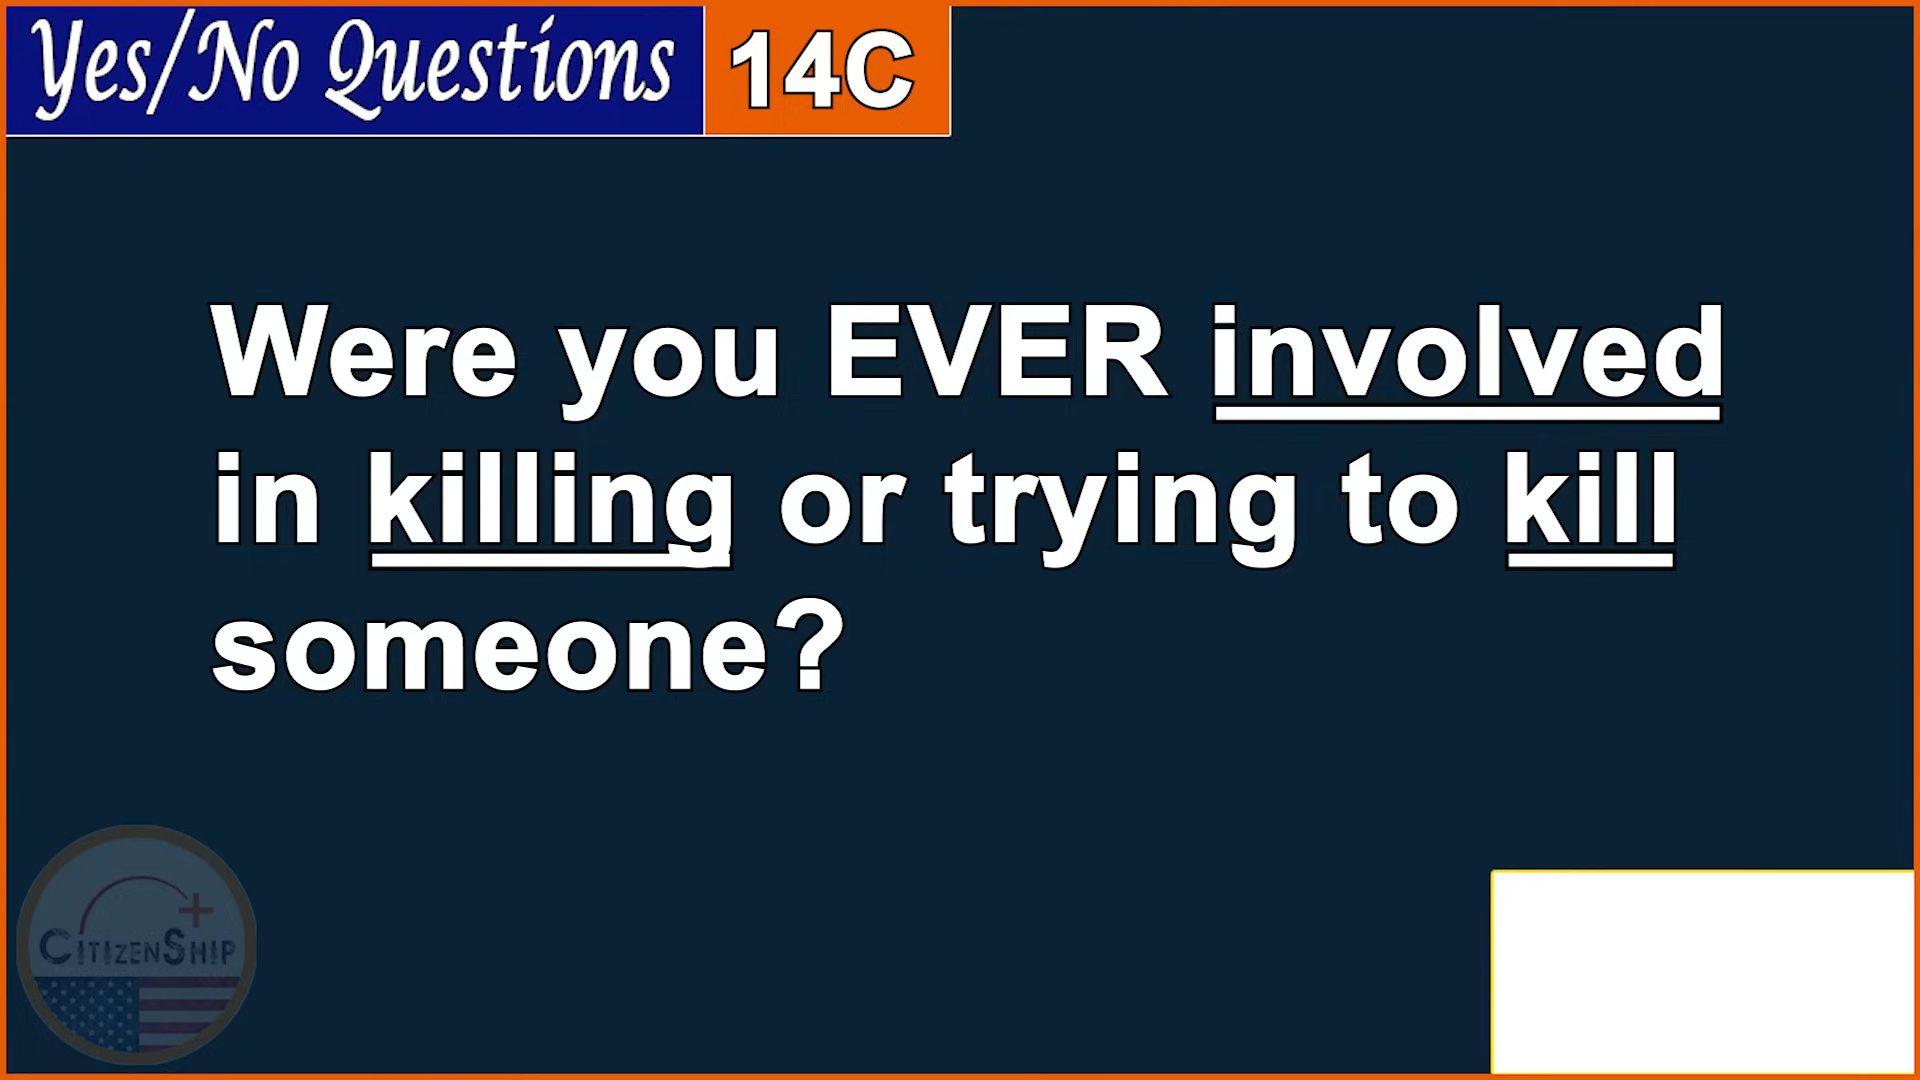 Yes/No Questions 14C
Were you EVER involved
in killing or trying to kill
someone?
CITIZENSHIP